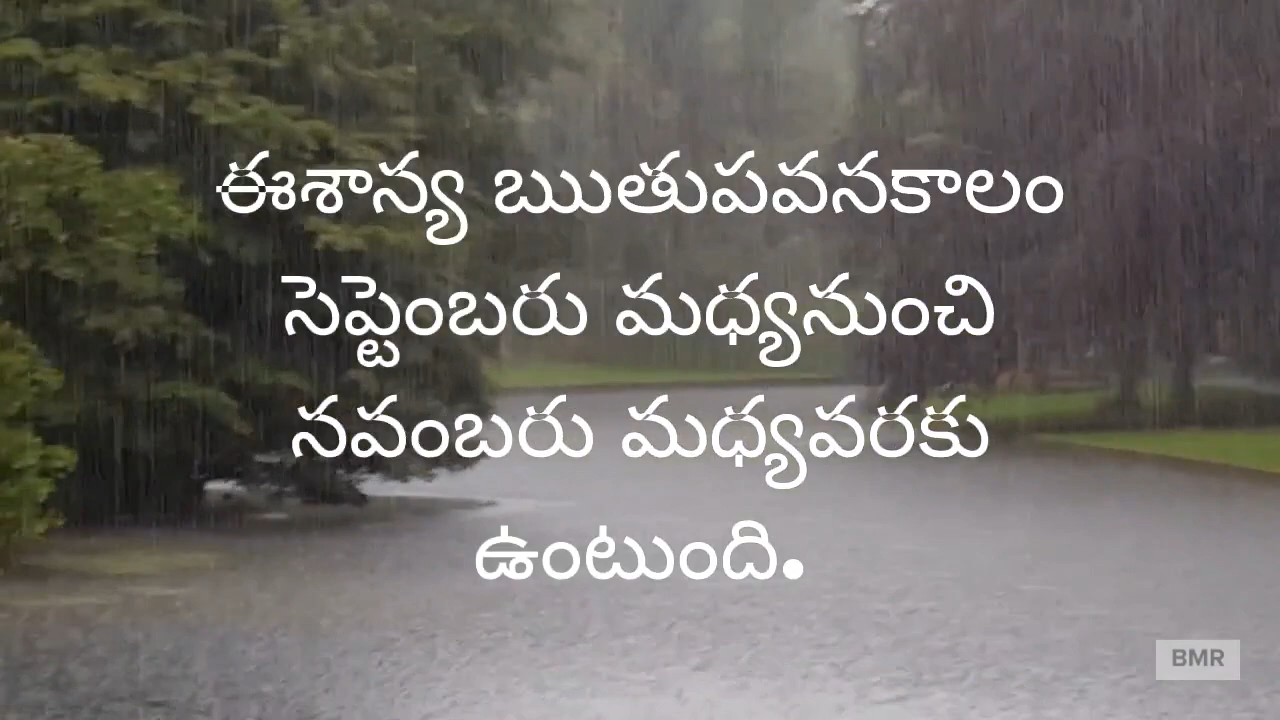 ఈశాన్య ఋతుపవనకాలం
సెప్టెంబరు మధ్యనుంచి
నవంబరు మధ్యవరకు
ఉంటుంది.
BMR